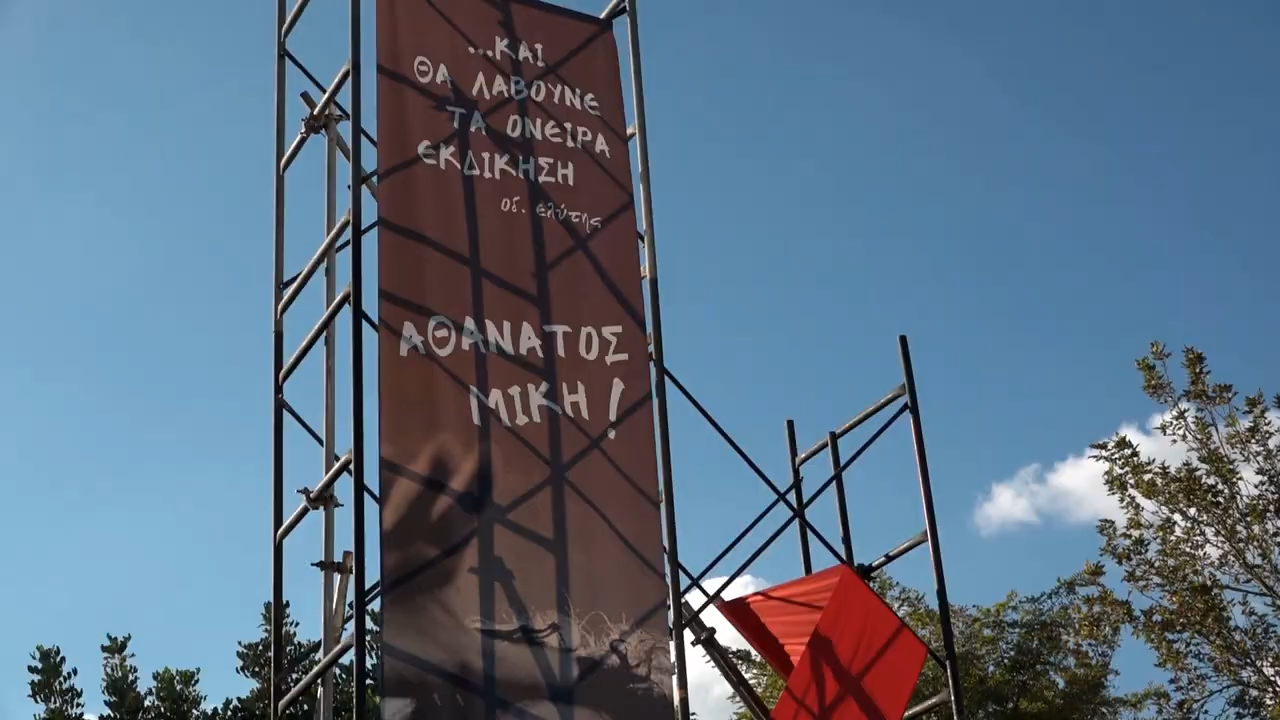 ...ΚΑΙ
ΘΑ ΛΑΒΟΥΝΕ
ΤΑ ΟΝΕΙΡΑ
ΕΚΔΙΚΗΣΗ
οδ. ελύτης
ΑΘΑΝΑΤΟΣ
ΜΙΚΗ!